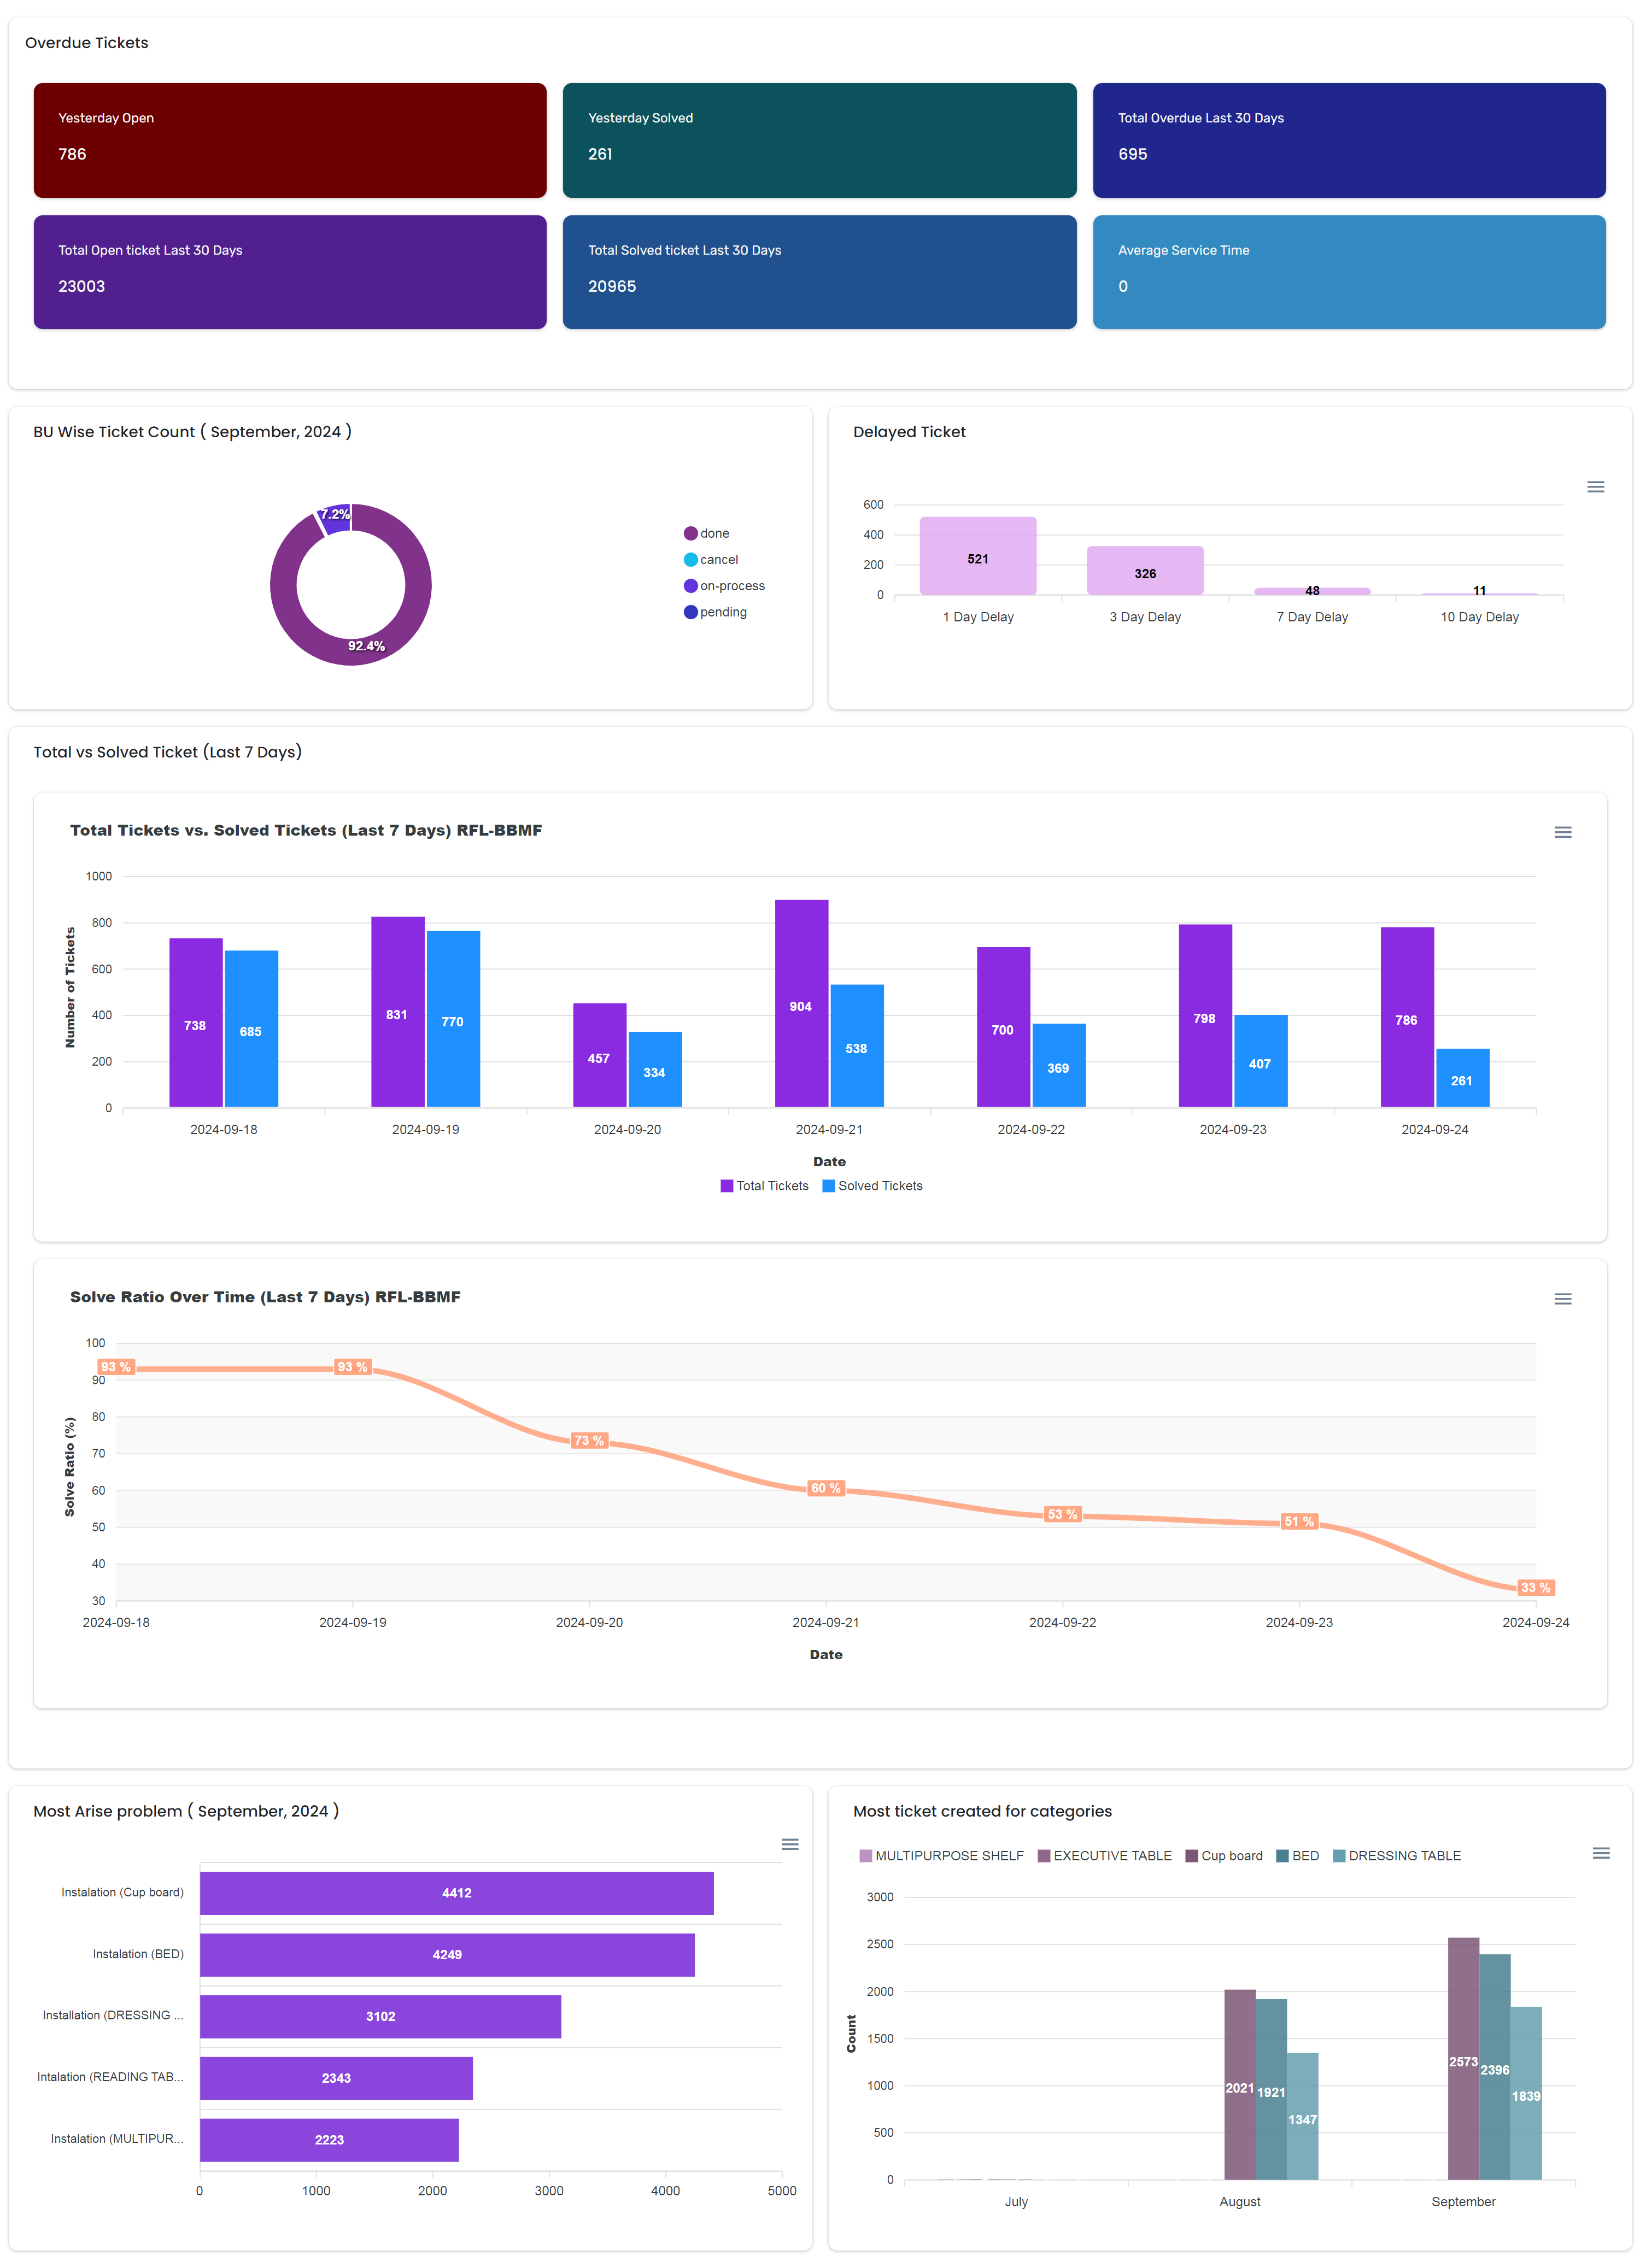 Overdue Tickets
Yesterday Open
786
Yesterday Solved
261
Total Overdue Last 30 Days
695
Total Open ticket Last 30 Days
23003
Total Solved ticket Last 30 Days
20965
Average Service Time
0
BU Wise Ticket Count ( September, 2024 )
7.2%
92.4%
done
cancel
on-process
pending
Delayed Ticket
600
400
200
0
521
326
48
11
1 Day Delay
3 Day Delay
7 Day Delay
10 Day Delay
Total vs Solved Ticket (Last 7 Days)
Total Tickets vs. Solved Tickets (Last 7 Days) RFL-BBMF
Number of Tickets
1000
800
600
400
200
0
738
685
831
770
457
334
904
538
700
369
798
407
786
261
2024-09-18
2024-09-19
2024-09-20
2024-09-21
2024-09-22
2024-09-23
2024-09-24
Date
Total Tickets
Solved Tickets
Solve Ratio Over Time (Last 7 Days) RFL-BBMF
Solve Ratio (%)
100
90
80
70
60
50
40
30
93 %
93 %
73 %
60 %
53 %
51 %
33 %
2024-09-18
2024-09-19
2024-09-20
2024-09-21
2024-09-22
2024-09-23
2024-09-24
Date
Most Arise problem ( September, 2024 )
Instalation (Cup board)
4412
Instalation (BED)
4249
Installation (DRESSING ...
3102
Intalation (READING TAB...
2343
Instalation (MULTIPUR...
2223
0
1000
2000
3000
4000
5000
Most ticket created for categories
MULTIPURPOSE SHELF
EXECUTIVE TABLE
Cup board
BED
DRESSING TABLE
Count
3000
2500
2000
1500
1000
500
0
2021
1921
1347
2573
2396
1839
July
August
September